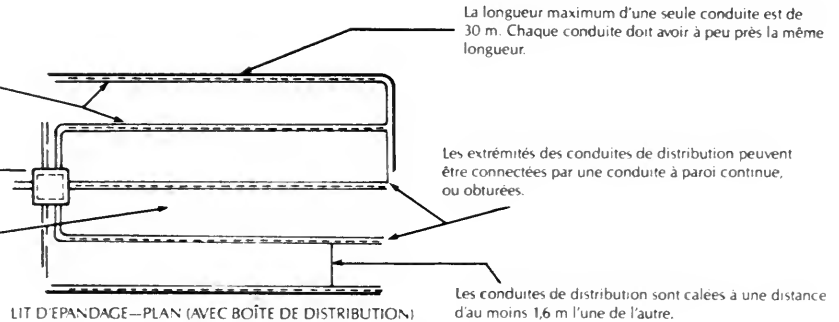 La longueur maximum d'une seule conduite est de
30 m. Chaque conduite doit avoir à peu près la même
longueur.
Les extrémités des conduites de distribution peuvent
être connectées par une conduite à paroi continue,
ou obturées.
Les conduites de distribution sont calées à une distance
d'au moins 1,6 m l'une de l'autre.
LIT D'EPANDAGE—PLAN (AVEC BOÎTE DE DISTRIBUTION)